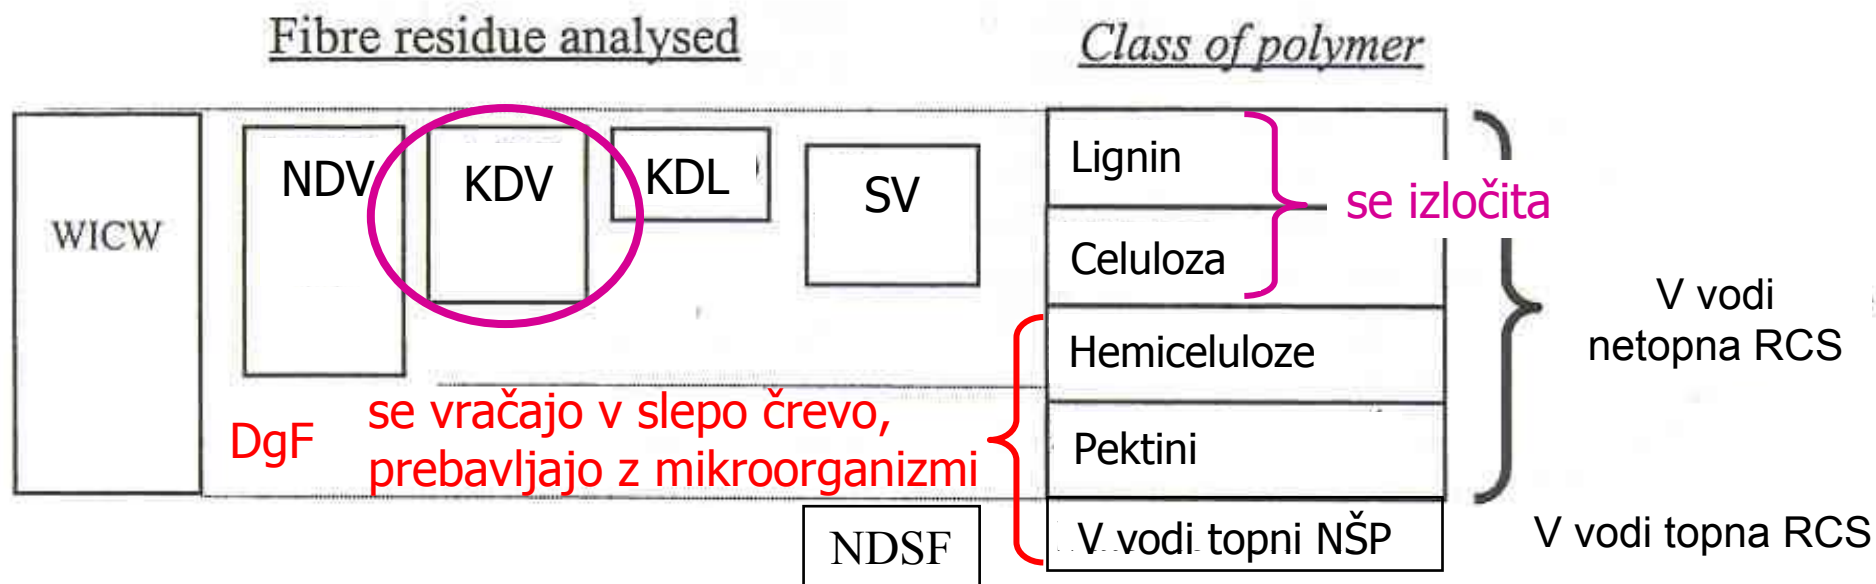 Fibre residue analysed
Class of polymer
WICW
NDV
KDV
KDL
SV
Lignin
Celuloza
Hemiceluloze
Pektini
V vodi topni NŠP
se izločita
V vodi
netopna RCS
V vodi topna RCS
DgF
se vračajo v slepo črevo,
prebavljajo z mikroorganizmi
NDSF